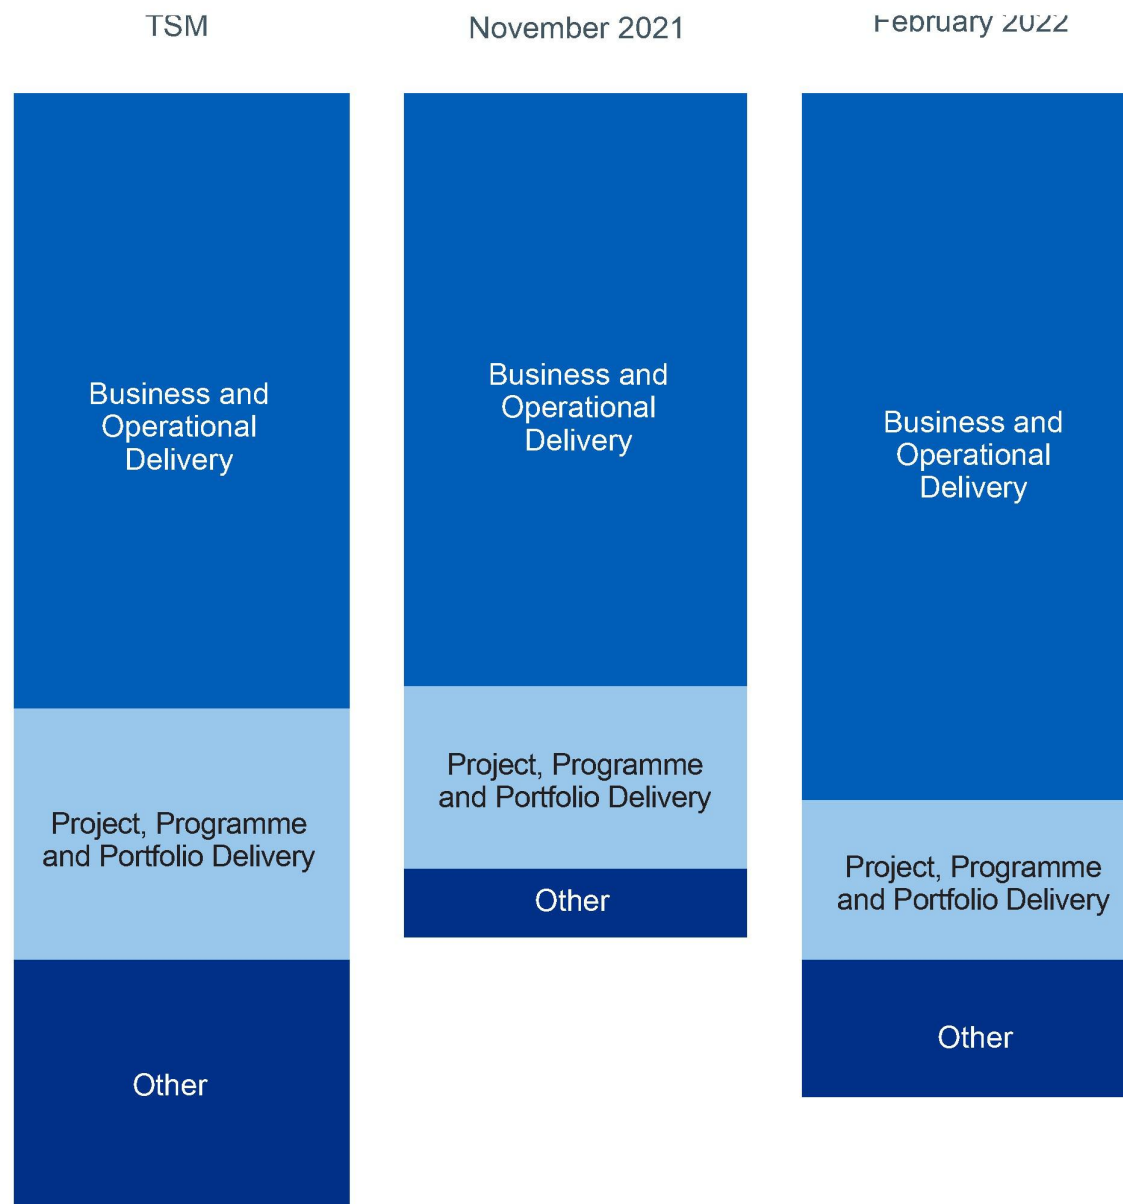 TSM
November 2021
February 2022
Business and
Operational
Delivery
Project, Programme
and Portfolio Delivery
Other
Business and
Operational
Delivery
Project, Programme
and Portfolio Delivery
Other
Business and
Operational
Delivery
Project, Programme
and Portfolio Delivery
Other